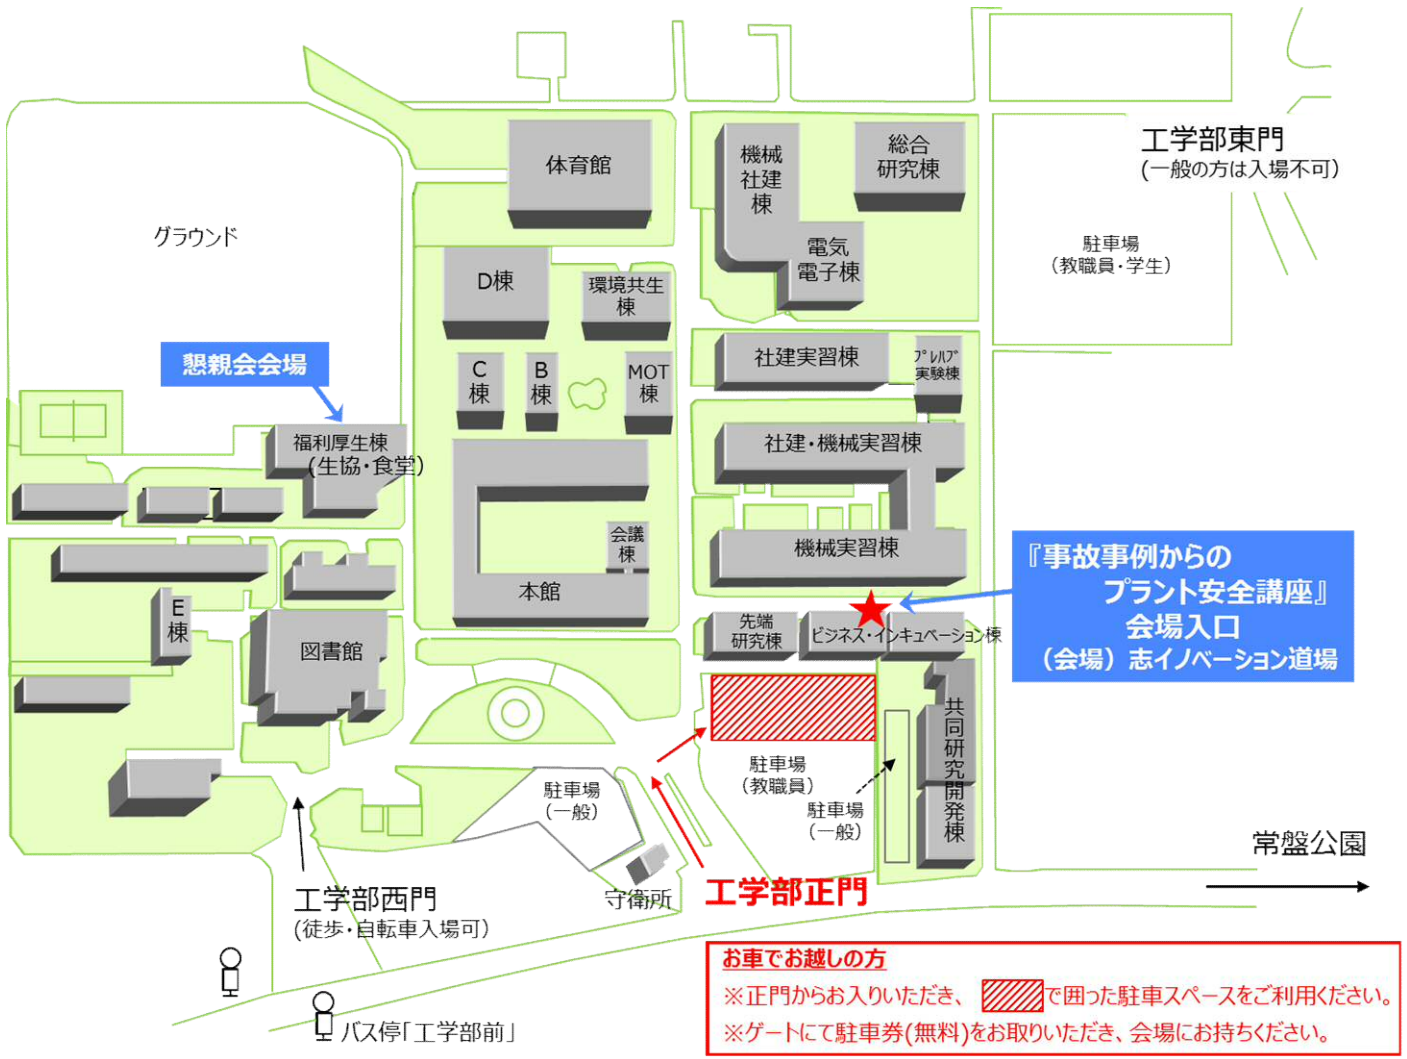 体育館
機械
社建
棟
総合
研究棟
工学部東門
(一般の方は入場不可)
グラウンド
電気
電子棟
駐車場
(教職員・学生)
D棟
環境共生
棟
懇親会会場
C
棟
B
棟
MOT
棟
社建実習棟
プレハブ
実験棟
福利厚生棟
(生協・食堂)
社建・機械実習棟
会議
棟
機械実習棟
本館
『事故事例からの
プラント安全講座』
会場入口
(会場) 志イノベーション道場
E
棟
図書館
先端
研究棟
ビジネス・インキュベーション棟
共同研究開発棟
駐車場
(教職員)
駐車場
(一般)
駐車場
(一般)
常盤公園
工学部正門
守衛所
工学部西門
(徒歩・自転車入場可)
お車でお越しの方
※正門からお入りいただき、 で囲った駐車スペースをご利用ください。
※ゲートにて駐車券(無料)をお取りいただき、会場にお持ちください。
バス停「工学部前」